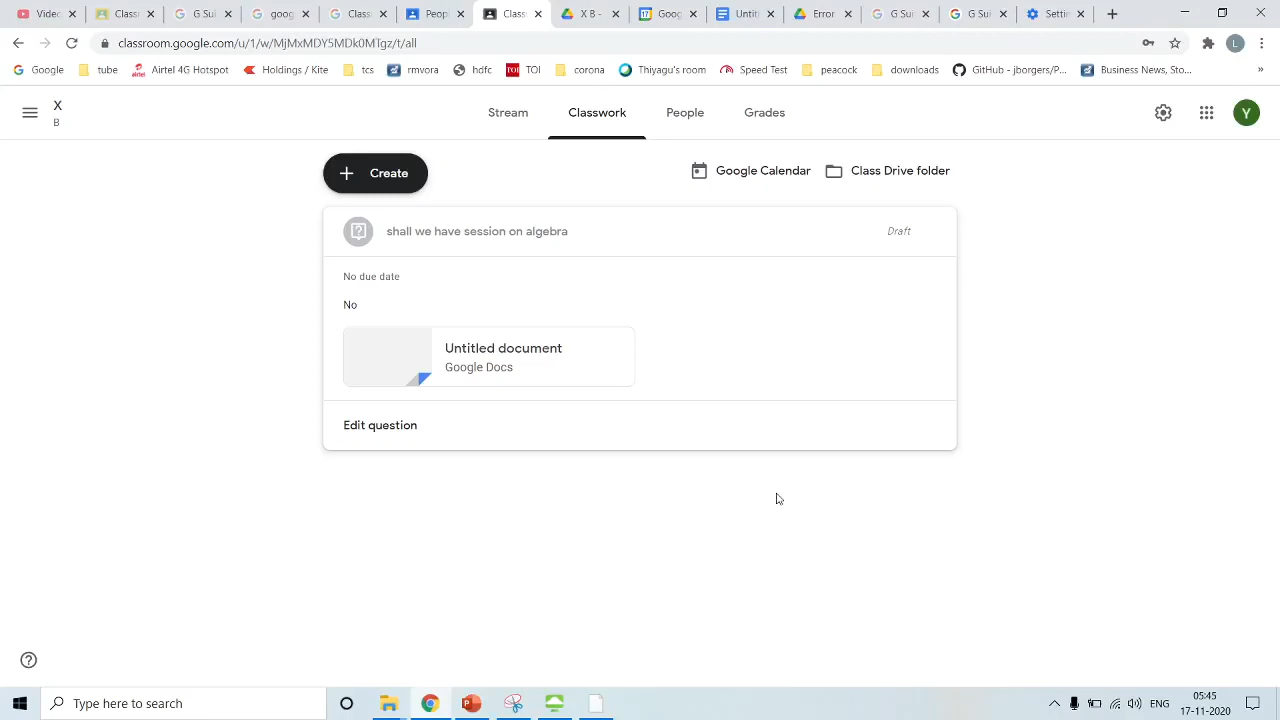 Video
Class
G S
goog
Class
Peop
Class
X B -
Goog
Untit
Error
G Sui
G Sui
Settin
classroom.google.com/u/1/w/MjMxMDY5MDk0MTgz/t/all
L
Google
tube
airtel
Airtel 4G Hotspot
Holdings / Kite
tcs
rmvora
hdfc
TOI
TOI
corona
Thiyagu's room
Speed Test
peacock
downloads
GitHub - jborgers/P...
Business News, Sto...
»
X
B
Stream
Classwork
People
Grades
Y
Create
Google Calendar
Class Drive folder
shall we have session on algebra
Draft
No due date
No
Untitled document
Google Docs
Edit question
Type here to search
ENG
05:45
17-11-2020